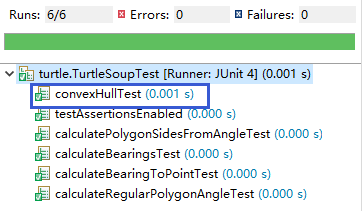 Runs: 6/6 Errors: 0 Failures: 0
turtle.TurtleSoupTest [Runner: JUnit 4] (0.001 s)
convexHullTest (0.001 s)
testAssertionsEnabled (0.000 s)
calculatePolygonSidesFromAngleTest (0.000 s)
calculateBearingsTest (0.000 s)
calculateBearingToPointTest (0.000 s)
calculateRegularPolygonAngleTest (0.000 s)